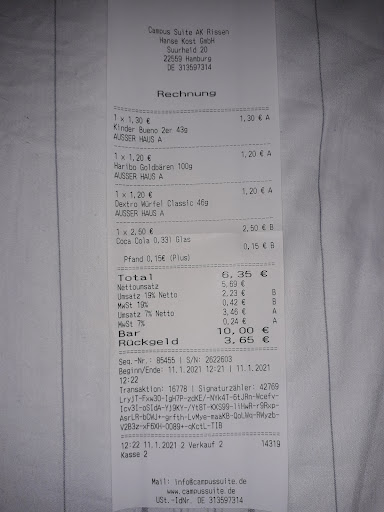 Campus Suite AK Rissen
Hanse Kost GmbH
Suurheid 20
22559 Hamburg
DE 313597314
Rechnung
1 x 1,30 € 1,30 € A
Kinder Bueno 2er 43g
AUSSER HAUS A
1 x 1,20 € 1,20 € A
Haribo Goldbären 100g
AUSSER HAUS A
1 x 1,20 € 1,20 € A
Dextro Würfel Classic 46g
AUSSER HAUS A
1 x 2,50 € 2,50 € B
Coca Cola 0,33l Glas
0,15 € B
Pfand 0,15€ (Plus)
Total 6,35 €
Nettoumsatz 5,69 €
Umsatz 19% Netto 2,23 € B
MwSt 19% 0,42 € B
Umsatz 7% Netto 3,46 € A
MwSt 7% 0,24 € A
Bar 10,00 €
Rückgeld 3,65 €
Seq.-Nr.: 85455 | S/N: 2622603
Beginn/Ende: 11.1.2021 12:21 | 11.1.2021
12:22
Transaktion: 16778 | Signaturzähler: 42769
12:22 11.1.2021 2 Verkauf 2 14319
Kasse 2
Mail: info@campussuite.de
www.campussuite.de
USt.-IdNr. DE 313597314